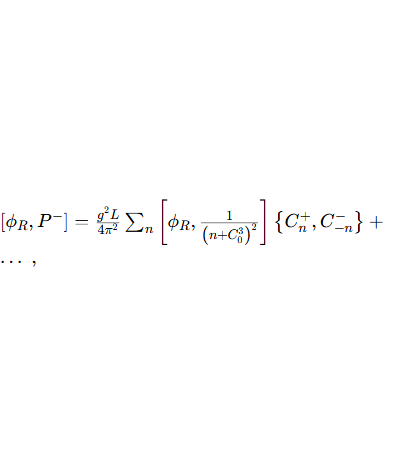 [ϕ_R, P^−] = \frac{g^2 L}{4π^2} ∑_n [ϕ_R, \frac{1}{(n+C_0^3)^2}] {C_n^+, C_{−n}^−} +
… ,